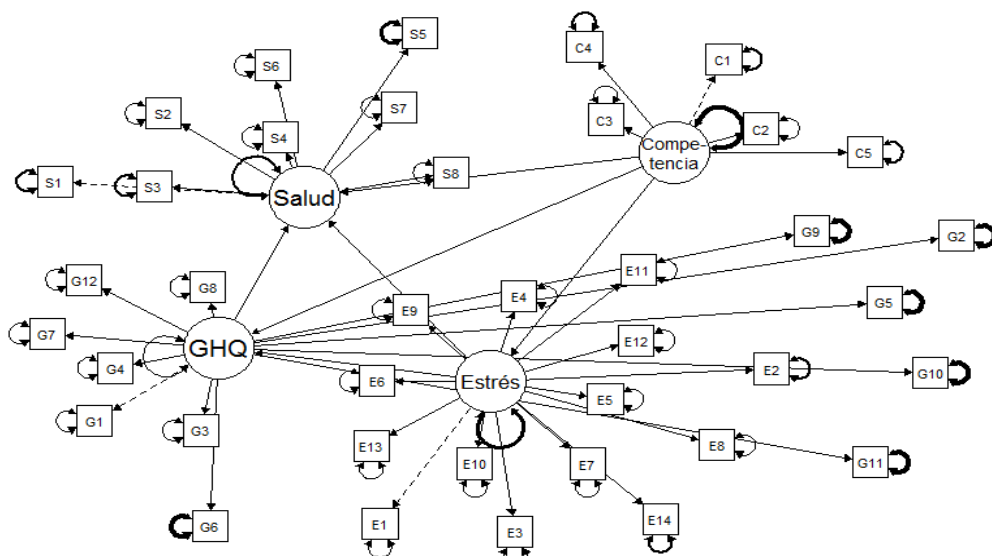 S5
C4
S6
C1
S2
S7
C3
C2
S4
Compe-
tencia
C5
S1
S3
S8
Salud
G9
G2
G12
G8
E11
E4
G5
E9
G7
E12
GHQ
G4
E2
G10
E6
Estrés
E5
G1
G3
E13
E8
E10
E7
G11
G6
E1
E3
E14